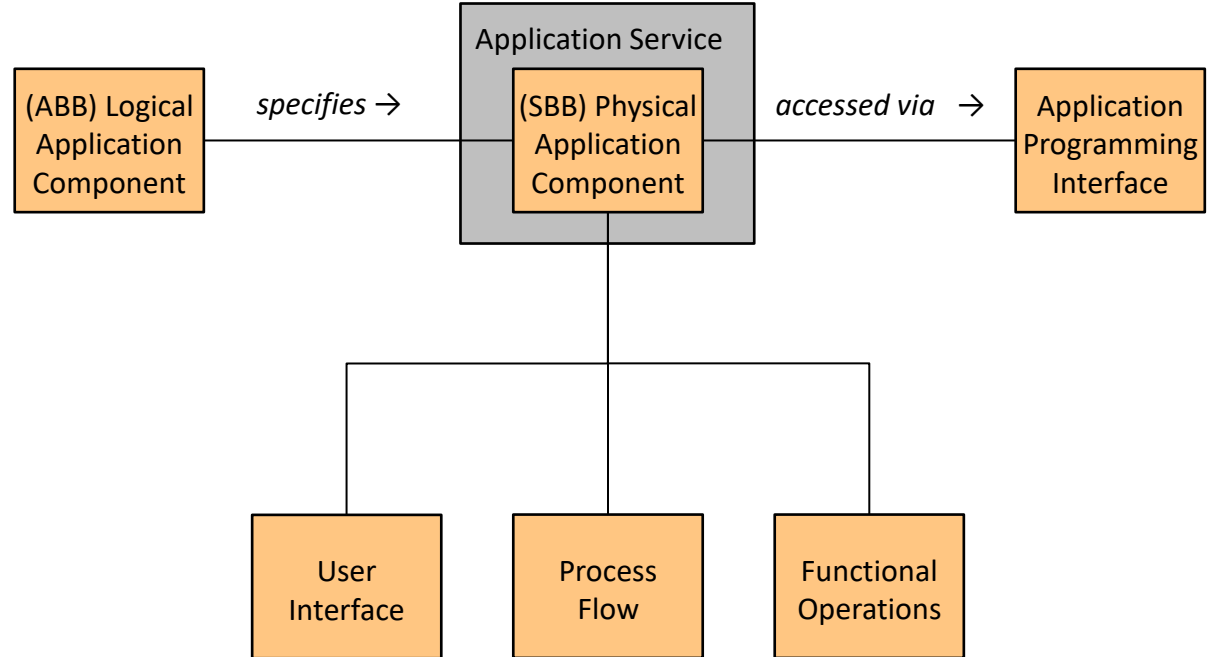 Application Service
(ABB) Logical
Application
Component
specifies →
(SBB) Physical
Application
Component
accessed via →
Application
Programming
Interface
User
Interface
Process
Flow
Functional
Operations